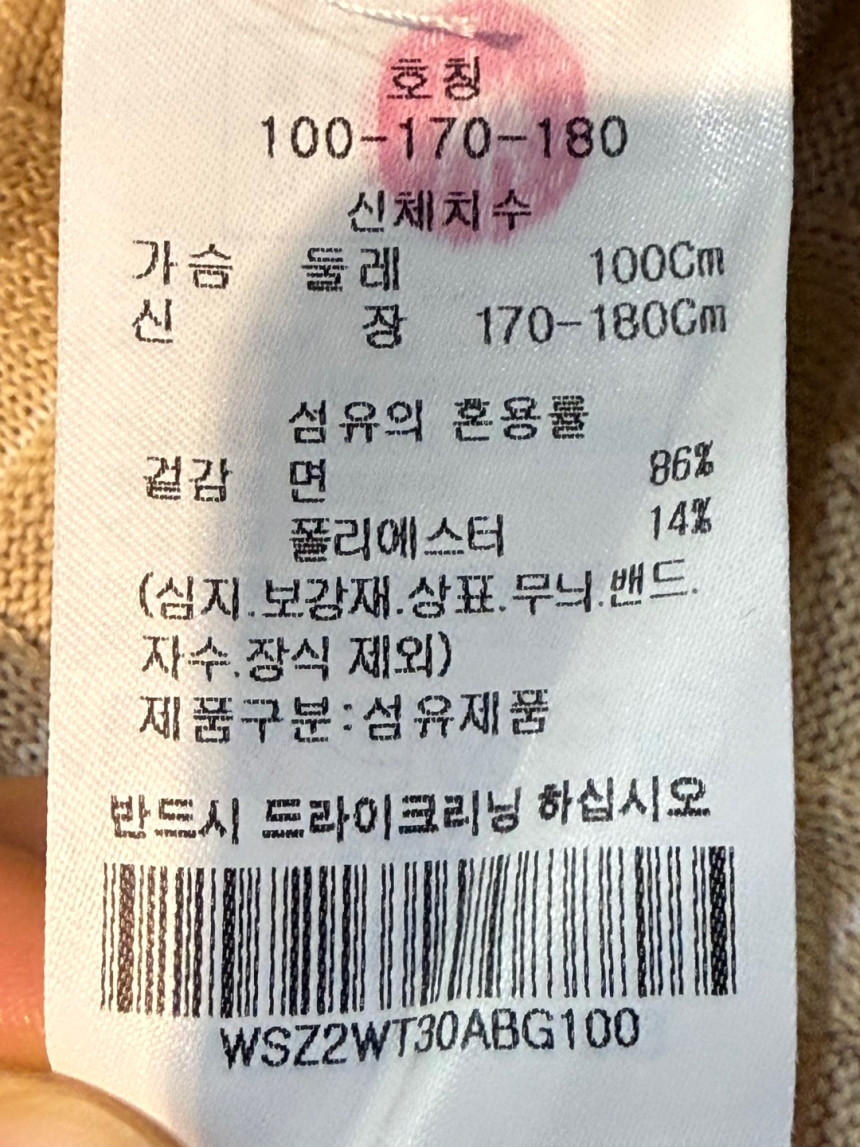 호칭
100-170-180
신체치수
가슴 둘레 100Cm
신 장 170-180Cm
섬유의 혼용률
겉감 면 86%
폴리에스터 14%
(심지.보강재.상표.무늬.밴드.
자수.장식 제외)
제품구분:섬유제품
반드시 드라이크리닝 하십시오
WSZ2WT30ABG100